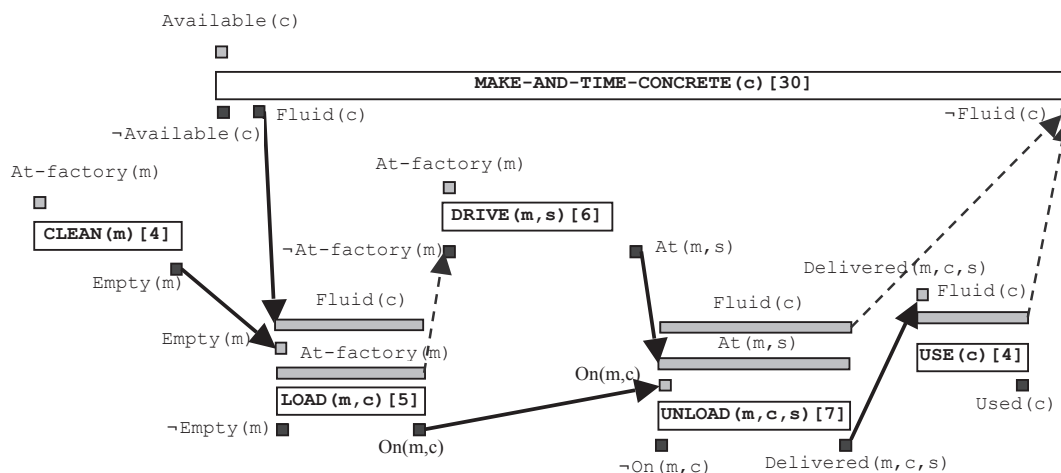 Available(c)
MAKE-AND-TIME-CONCRETE(c)[30]
¬Available(c)
Fluid(c)
¬Fluid(c)
At-factory(m)
At-factory(m)
CLEAN(m)[4]
DRIVE(m,s)[6]
¬At-factory(m)
At(m,s)
Empty(m)
Delivered(m,c,s)
Fluid(c)
Fluid(c)
Fluid(c)
Empty(m)
At-factory(m)
At(m,s)
USE(c)[4]
On(m,c)
LOAD(m,c)[5]
UNLOAD(m,c,s)[7]
Used(c)
¬Empty(m)
On(m,c)
¬On(m,c)
Delivered(m,c,s)